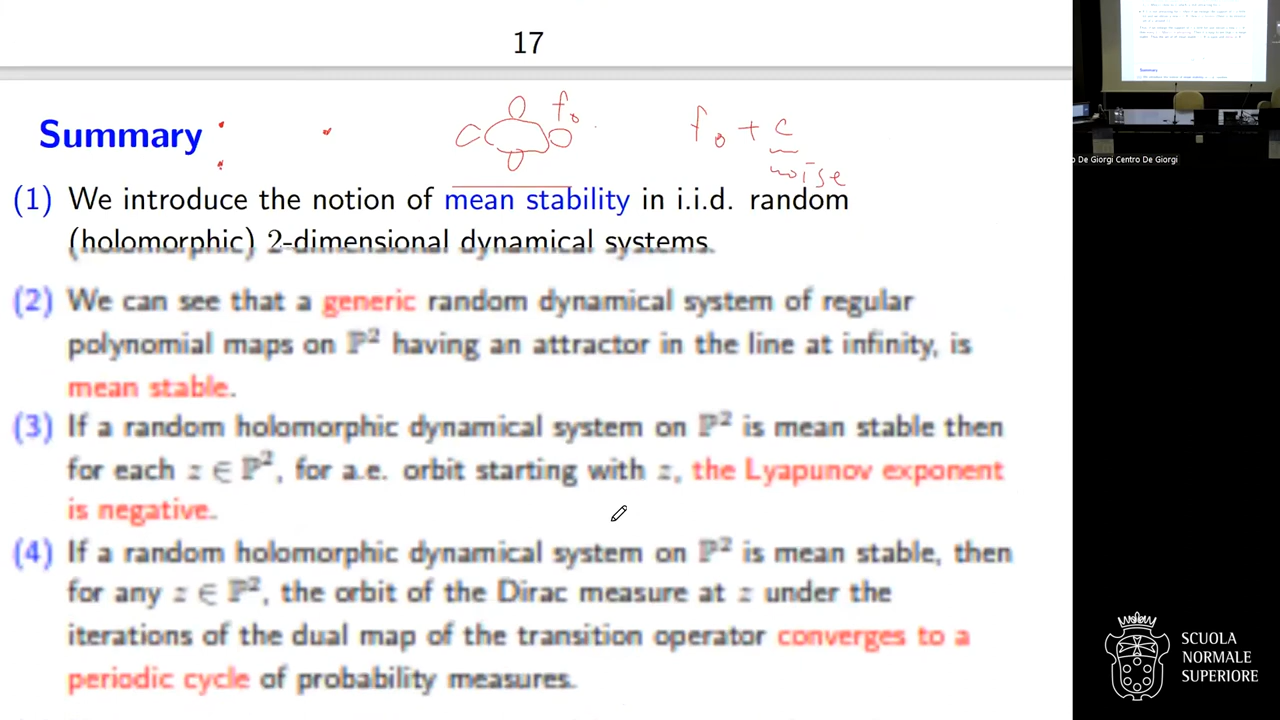 17
Summary
f₀
f₀ + c
noise
(1) We introduce the notion of mean stability in i.i.d. random
(holomorphic) 2-dimensional dynamical systems.
(2) We can see that a generic random dynamical system of regular
polynomial maps on ℙ² having an attractor in the line at infinity, is
mean stable.
(3) If a random holomorphic dynamical system on ℙ² is mean stable then
for each z ∈ ℙ², for a.e. orbit starting with z, the Lyapunov exponent
is negative.
(4) If a random holomorphic dynamical system on ℙ² is mean stable, then
for any z ∈ ℙ², the orbit of the Dirac measure at z under the
iterations of the dual map of the transition operator converges to a
periodic cycle of probability measures.
Summary
o De Giorgi Centro De Giorgi
SCUOLA
NORMALE
SUPERIORE